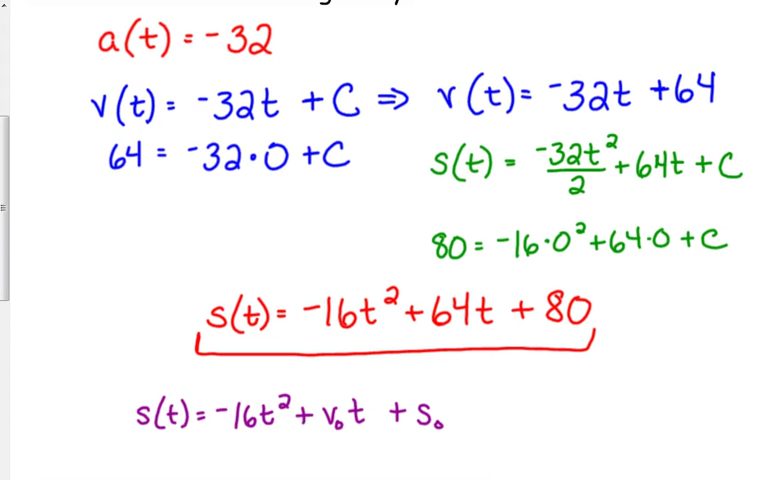 a(t) = -32
v(t) = -32t + C ⇒ v(t) = -32t + 64
64 = -32·0 + C
s(t) = -32t²/2 + 64t + C
80 = -16·0² + 64·0 + C
s(t) = -16t² + 64t + 80
s(t) = -16t² + v₀t + s₀